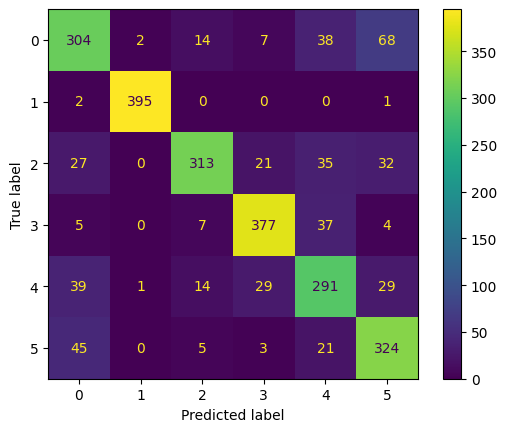 0 304 2 14 7 38 68
1 2 395 0 0 0 1
2 27 0 313 21 35 32
3 5 0 7 377 37 4
4 39 1 14 29 291 29
5 45 0 5 3 21 324
0 1 2 3 4 5
Predicted label
True label
350
300
250
200
150
100
50
0